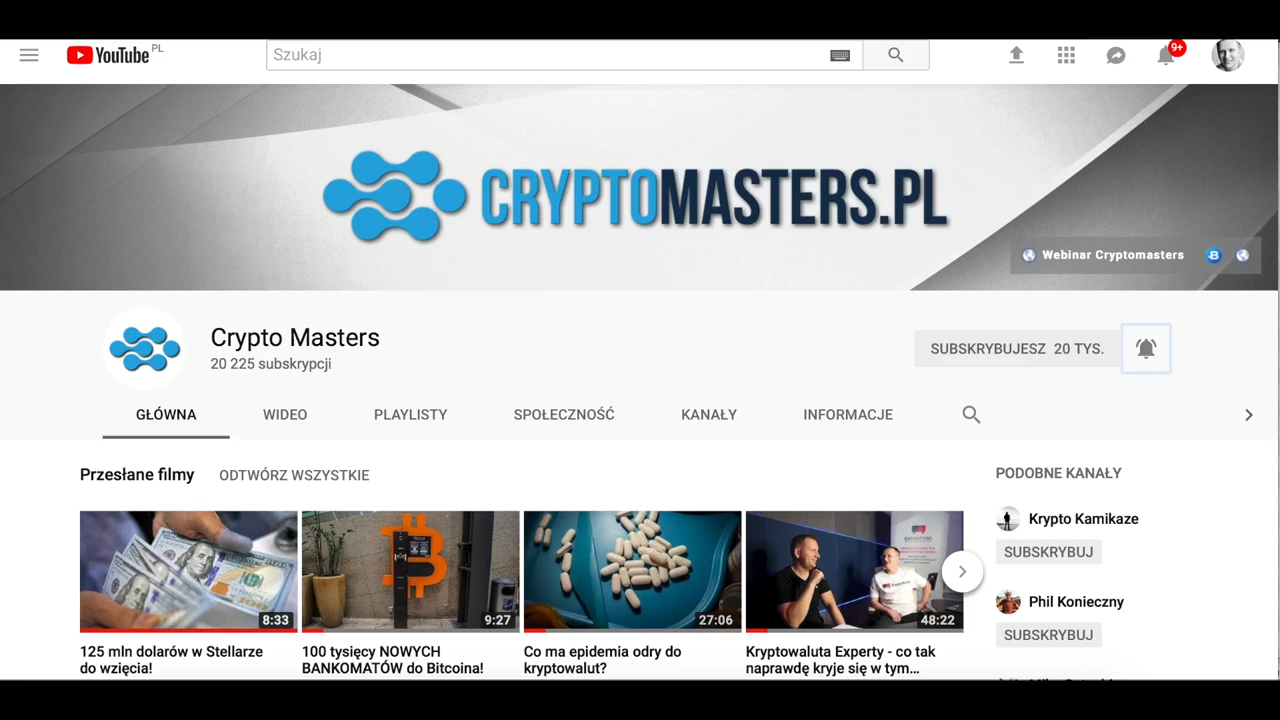 YouTube PL
Szukaj
9+
CRYPTOMASTERS.PL
Webinar Cryptomasters
Crypto Masters
20 225 subskrypcji
SUBSKRYBUJESZ 20 TYS.
GŁÓWNA
WIDEO
PLAYLISTY
SPOŁECZNOŚĆ
KANAŁY
INFORMACJE
Przesłane filmy
ODTWÓRZ WSZYSTKIE
8:33
125 mln dolarów w Stellarze
do wzięcia!
9:27
100 tysięcy NOWYCH
BANKOMATÓW do Bitcoina!
27:06
Co ma epidemia odry do
kryptowalut?
48:22
Kryptowaluta Experty - co tak
naprawdę kryje się w tym...
PODOBNE KANAŁY
Krypto Kamikaze
SUBSKRYBUJ
Phil Konieczny
SUBSKRYBUJ